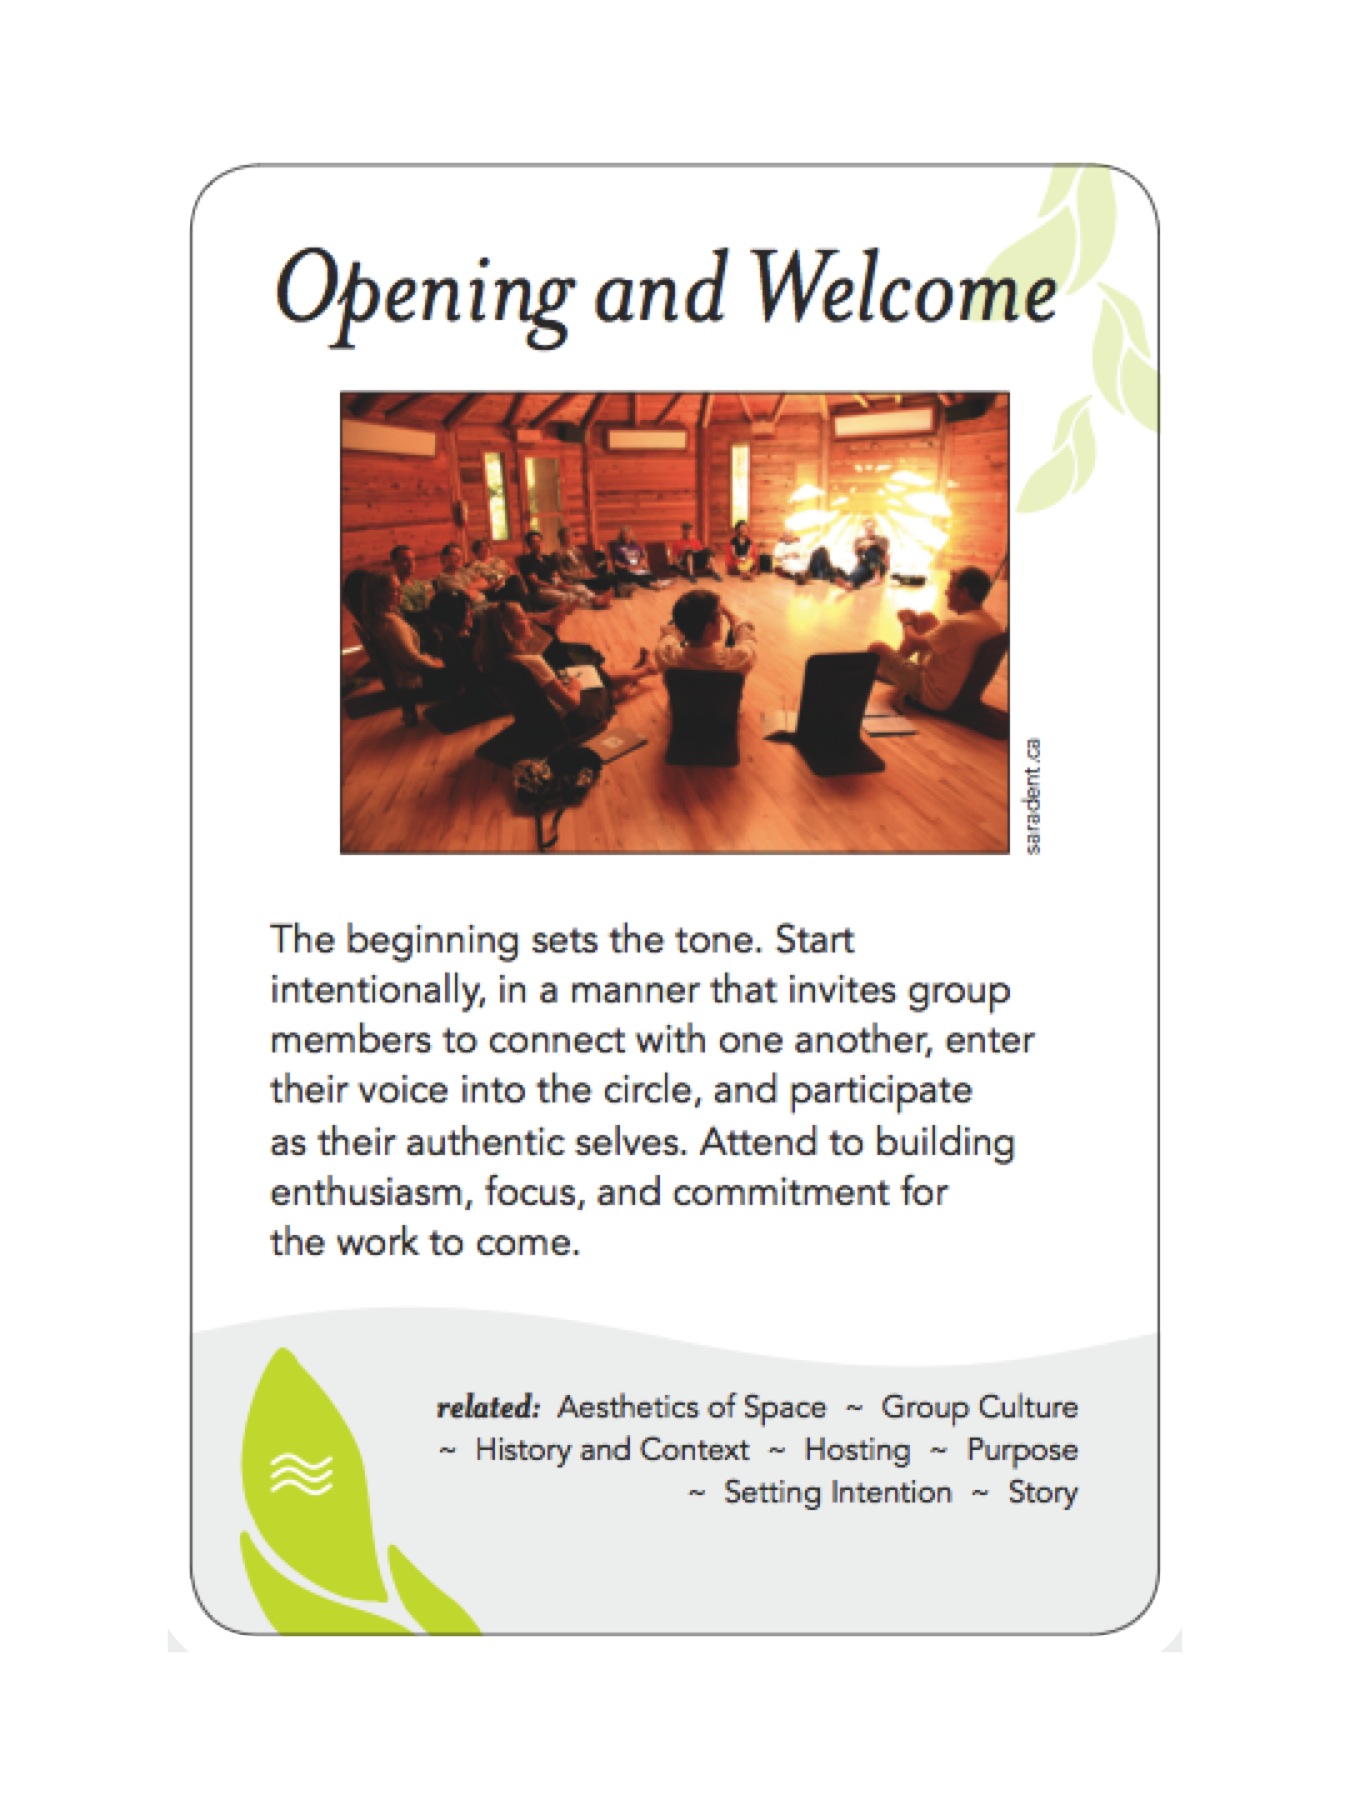 Opening and Welcome
saradent.ca
The beginning sets the tone. Start
intentionally, in a manner that invites group
members to connect with one another, enter
their voice into the circle, and participate
as their authentic selves. Attend to building
enthusiasm, focus, and commitment for
the work to come.
related: Aesthetics of Space ~ Group Culture
~ History and Context ~ Hosting ~ Purpose
~ Setting Intention ~ Story